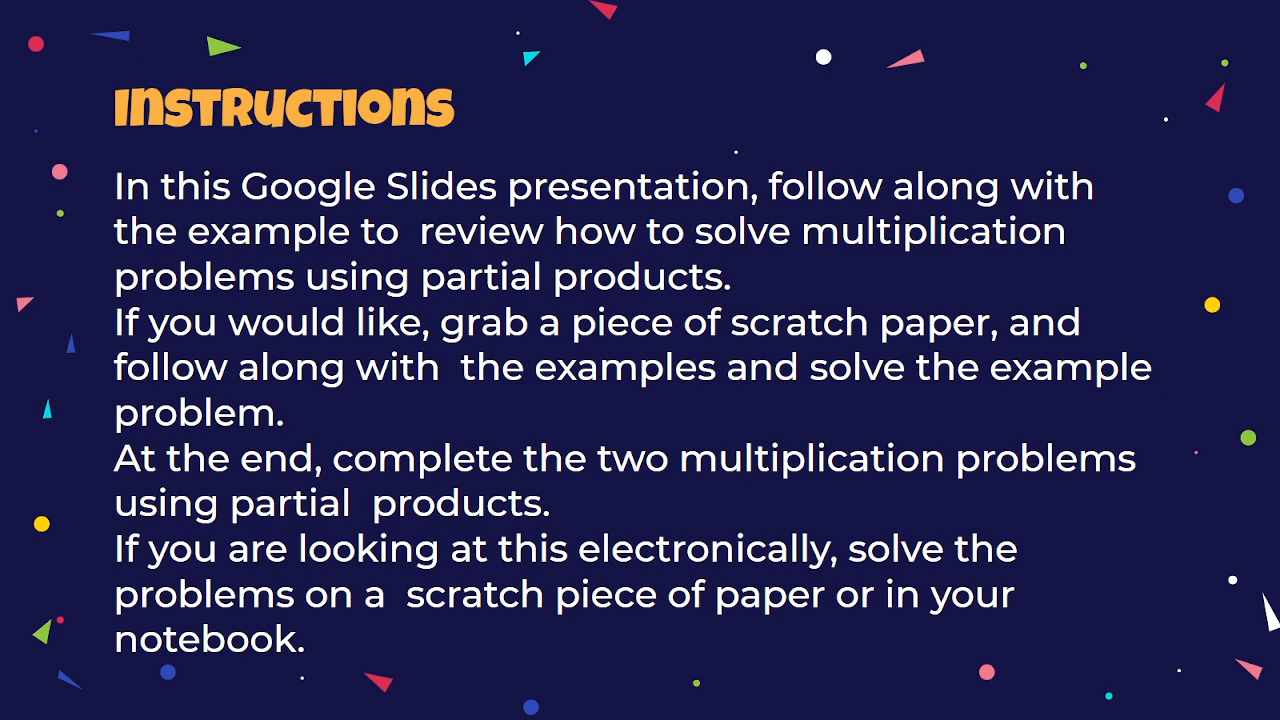 Instructions
In this Google Slides presentation, follow along with
the example to  review how to solve multiplication
problems using partial products.
If you would like, grab a piece of scratch paper, and
follow along with  the examples and solve the example
problem.
At the end, complete the two multiplication problems
using partial  products.
If you are looking at this electronically, solve the
problems on a  scratch piece of paper or in your
notebook.